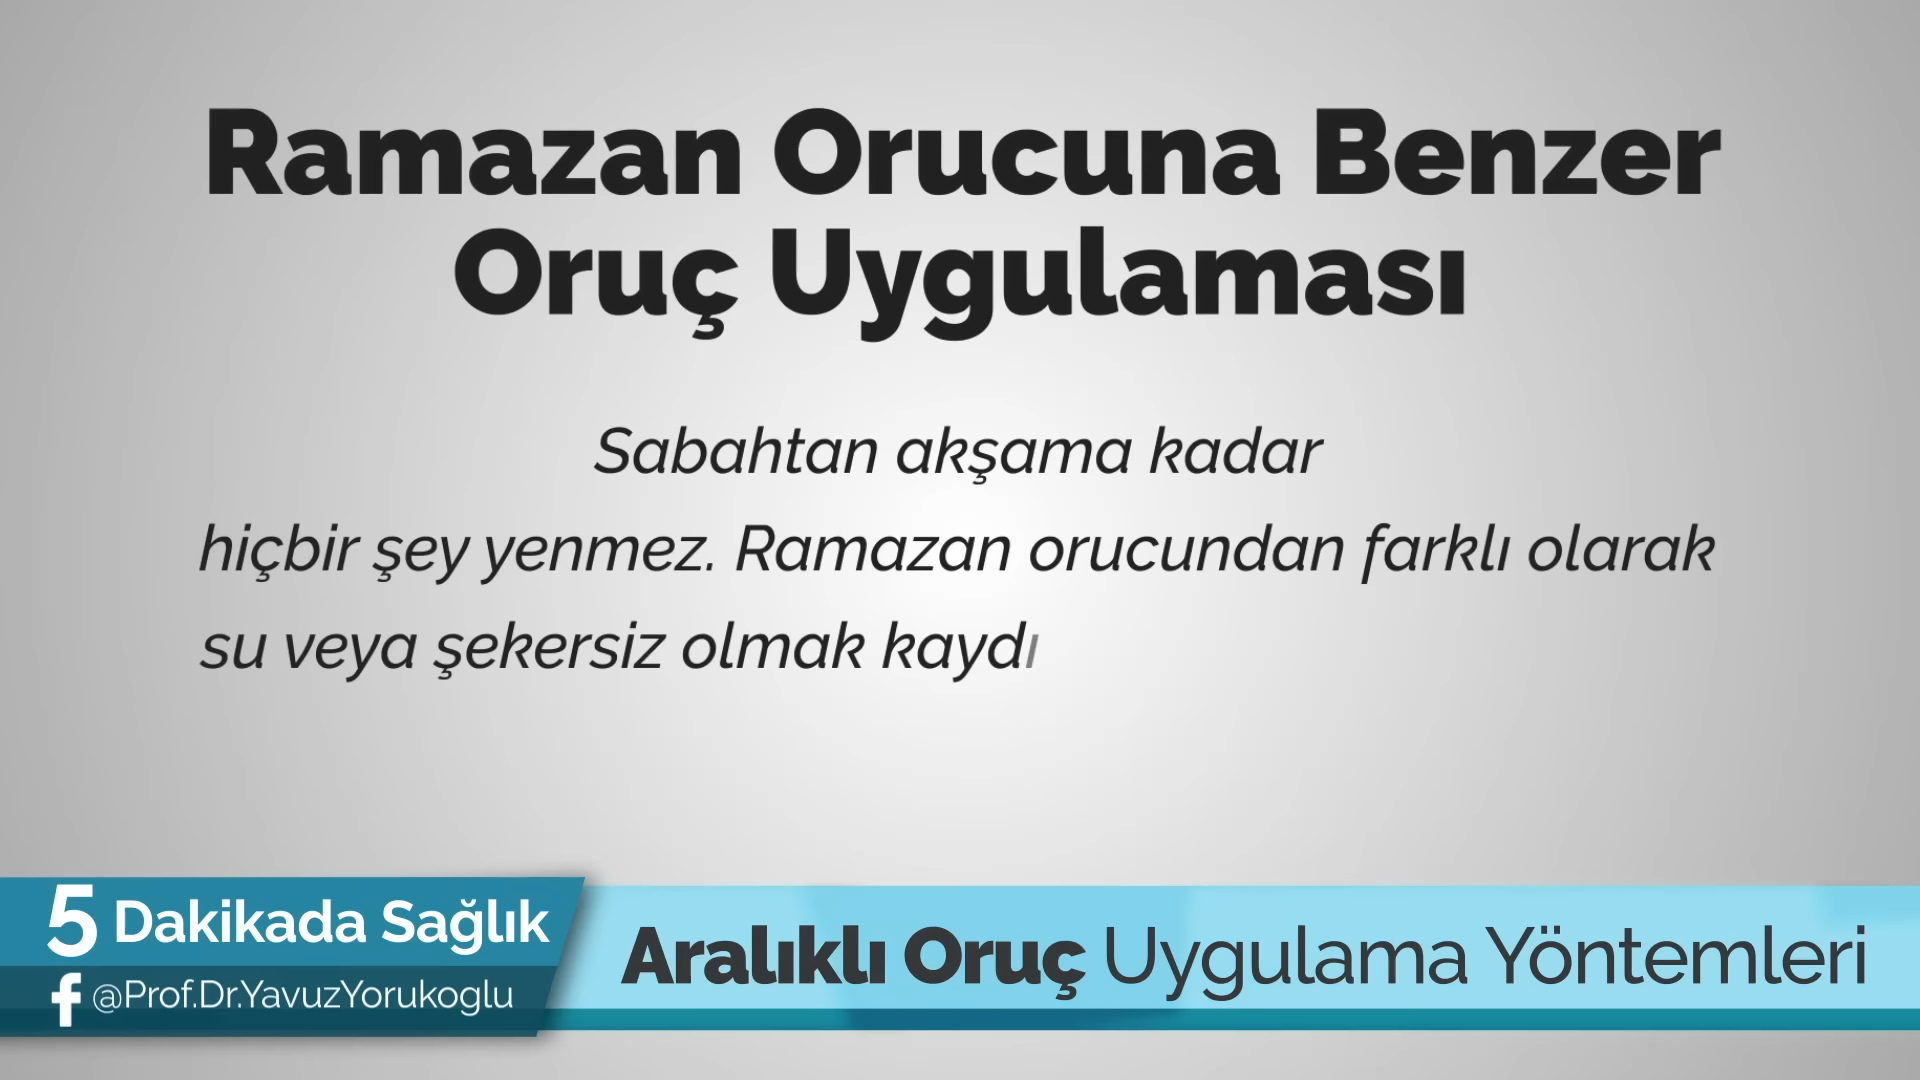 Ramazan Orucuna Benzer
Oruç Uygulaması
Sabahtan akşama kadar
hiçbir şey yenmez. Ramazan orucundan farklı olarak
su veya şekersiz olmak kaydı
5 Dakikada Sağlık
@Prof.Dr.YavuzYorukoglu
Aralıklı Oruç Uygulama Yöntemleri